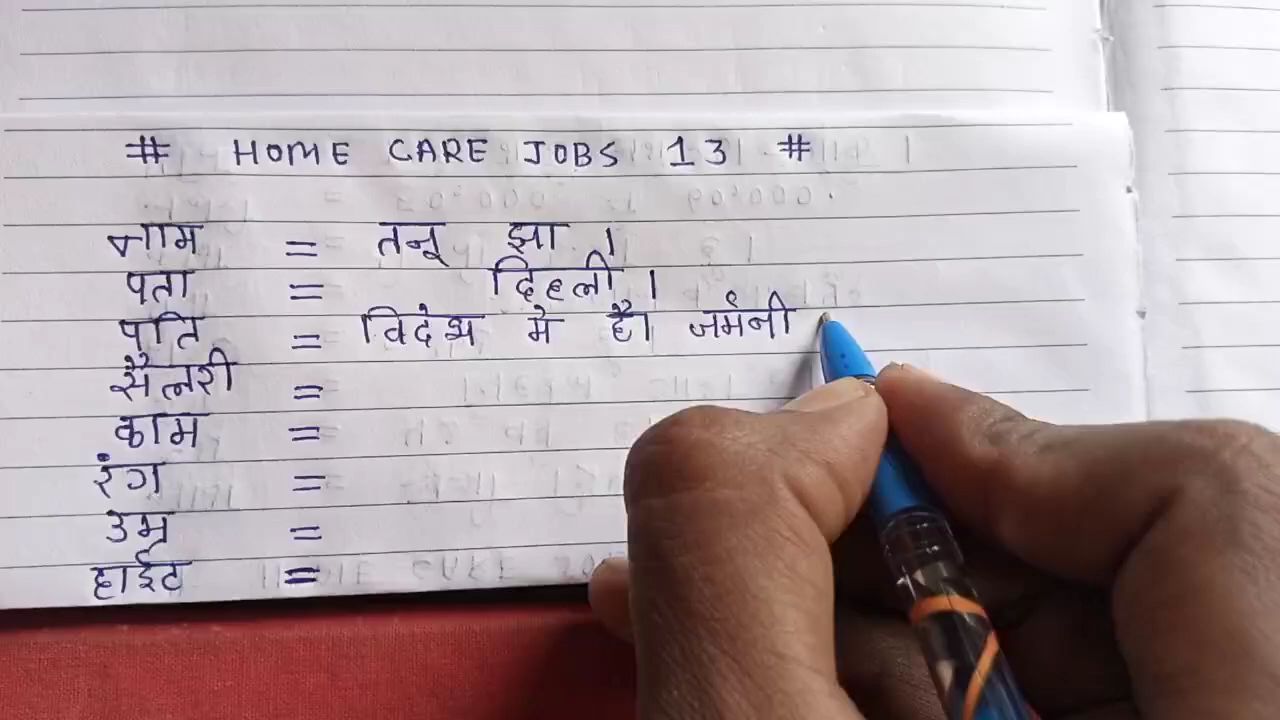 # HOME CARE JOBS 13 #
नाम = तनू झा ।
पता = दिल्ली ।
पति = विदेश मे है। जर्मनी
सैलरी =
काम =
रंग =
उम्र =
हाईट =